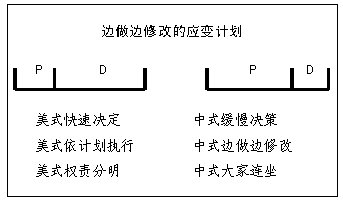 边做边修改的应变计划
P D P D
美式快速决定 中式缓慢决策
美式依计划执行 中式边做边修改
美式权责分明 中式大家连坐